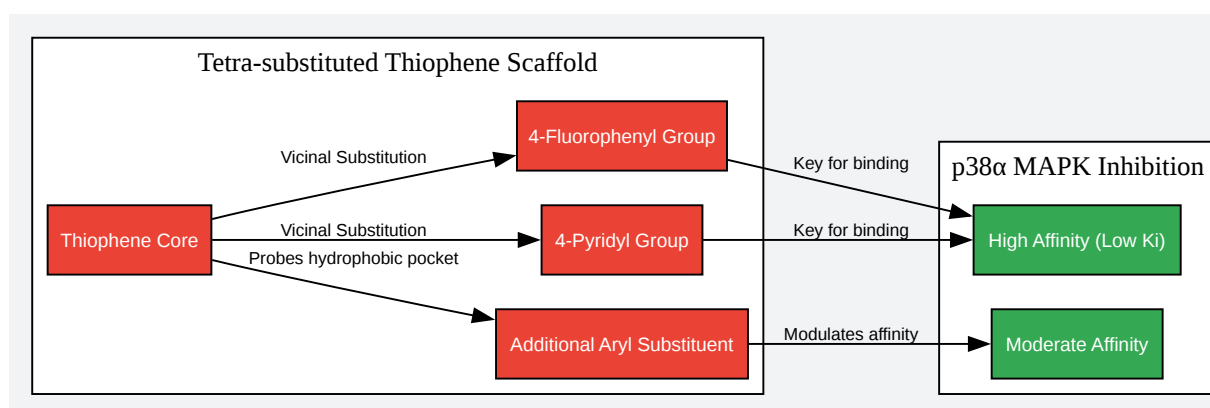 Tetra-substituted Thiophene Scaffold
4-Fluorophenyl Group
Vicinal Substitution
Key for binding
p38α MAPK Inhibition
Thiophene Core
Vicinal Substitution
4-Pyridyl Group
Key for binding
High Affinity (Low Ki)
Probes hydrophobic pocket
Additional Aryl Substituent
Modulates affinity
Moderate Affinity